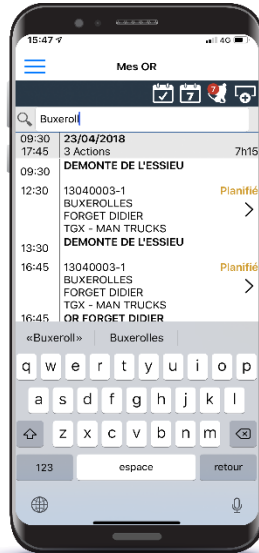 15:47
4G
Mes OR
7
7
Buxeroll
09:30 23/04/2018
17:45 3 Actions 7h15
09:30 DEMONTE DE L'ESSIEU
12:30 13040003-1 Planifié
BUXEROLLES
FORGET DIDIER
TGX - MAN TRUCKS
13:30 DEMONTE DE L'ESSIEU
16:45 13040003-1 Planifié
BUXEROLLES
FORGET DIDIER
TGX - MAN TRUCKS
16:45 OR FORGET DIDIER
«Buxeroll» Buxerolles
q w e r t y u i o p
a s d f g h j k l
z x c v b n m
123 espace retour